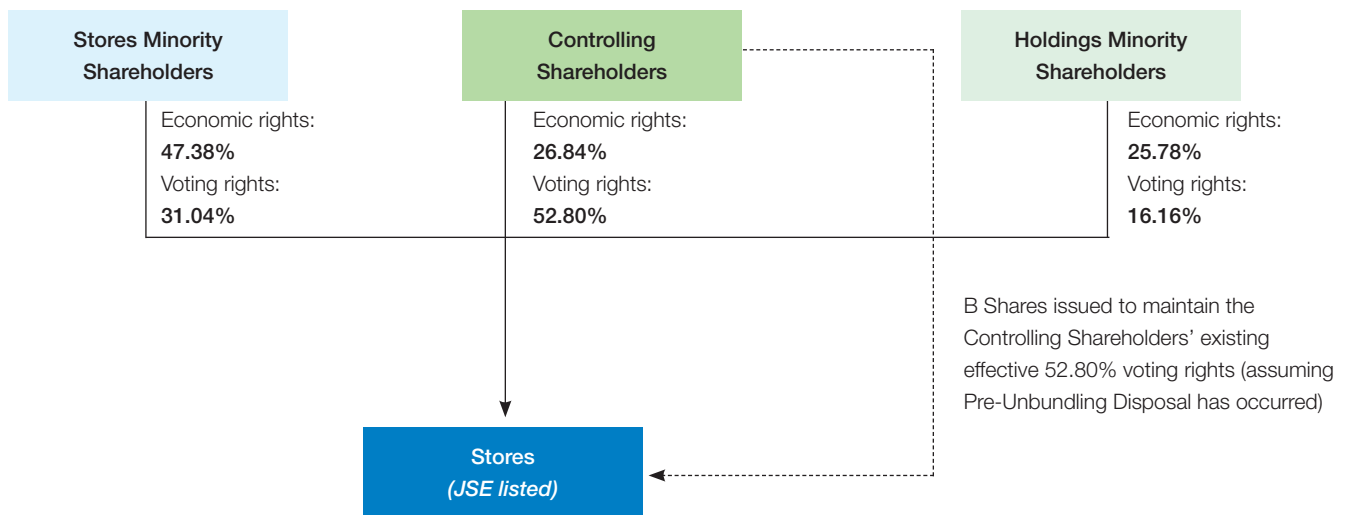 Stores Minority
Shareholders
Controlling
Shareholders
Holdings Minority
Shareholders
Economic rights:
47.38%
Voting rights:
31.04%
Economic rights:
26.84%
Voting rights:
52.80%
Economic rights:
25.78%
Voting rights:
16.16%
B Shares issued to maintain the
Controlling Shareholders’ existing
effective 52.80% voting rights (assuming
Pre-Unbundling Disposal has occurred)
Stores
(JSE listed)